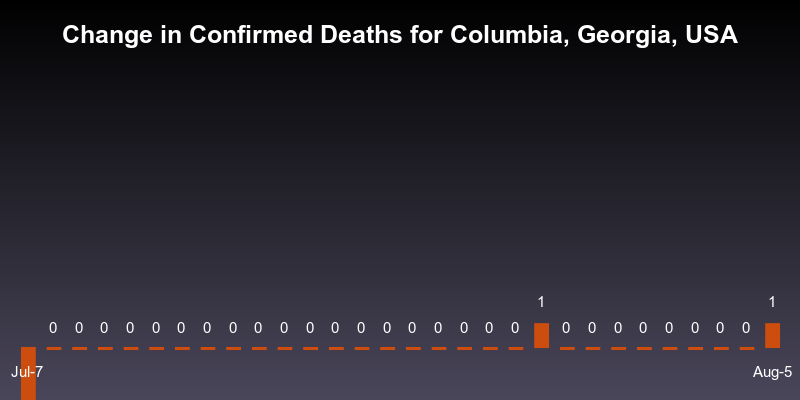 Change in Confirmed Deaths for Columbia, Georgia, USA
1 1
0 0 0 0 0 0 0 0 0 0 0 0 0 0 0 0 0 0 0 0 0 0 0 0 0 0 0
Jul-7 Aug-5